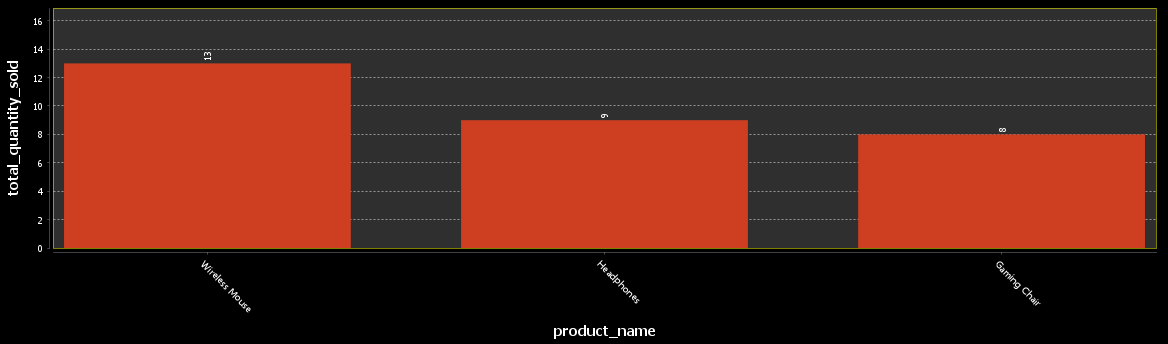 total_quantity_sold
16
14
12
10
8
6
4
2
0
13
9
8
Wireless Mouse
Headphones
Gaming Chair
product_name